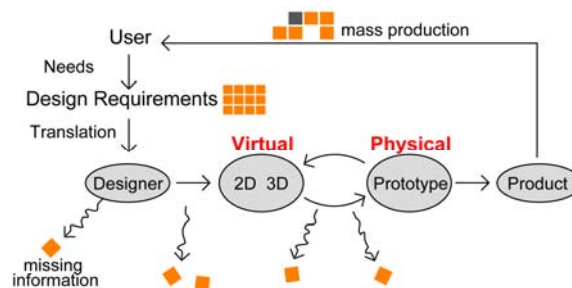 User
mass production
Needs
Design Requirements
Translation
Virtual
Physical
Designer
2D 3D
Prototype
Product
missing
information